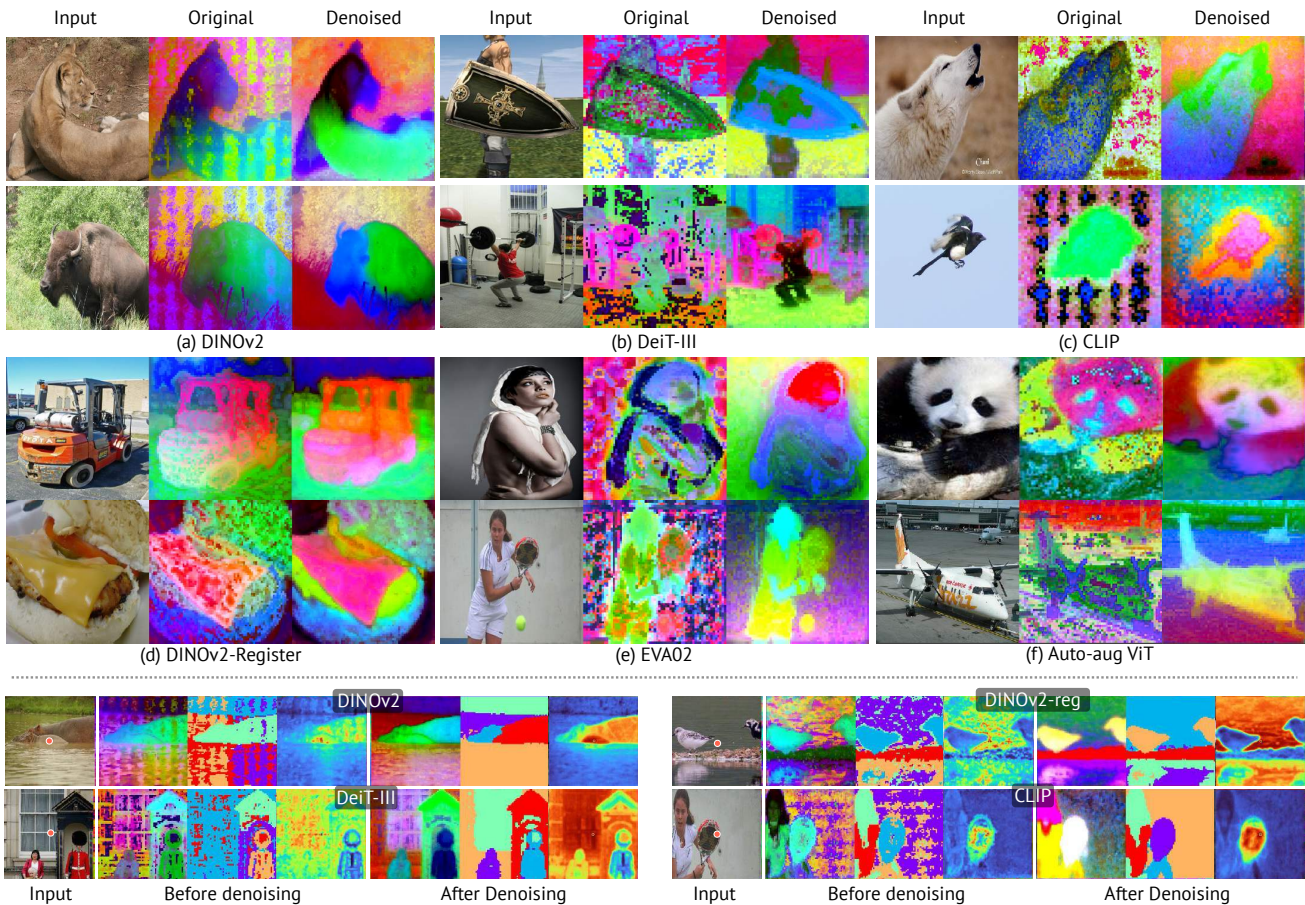 Input Original Denoised Input Original Denoised Input Original Denoised
(a) DINOv2 (b) DeiT-III (c) CLIP
(d) DINOv2-Register (e) EVA02 (f) Auto-aug ViT
DINOv2 DINOv2-reg
DeiT-III CLIP
Input Before denoising After Denoising Input Before denoising After Denoising